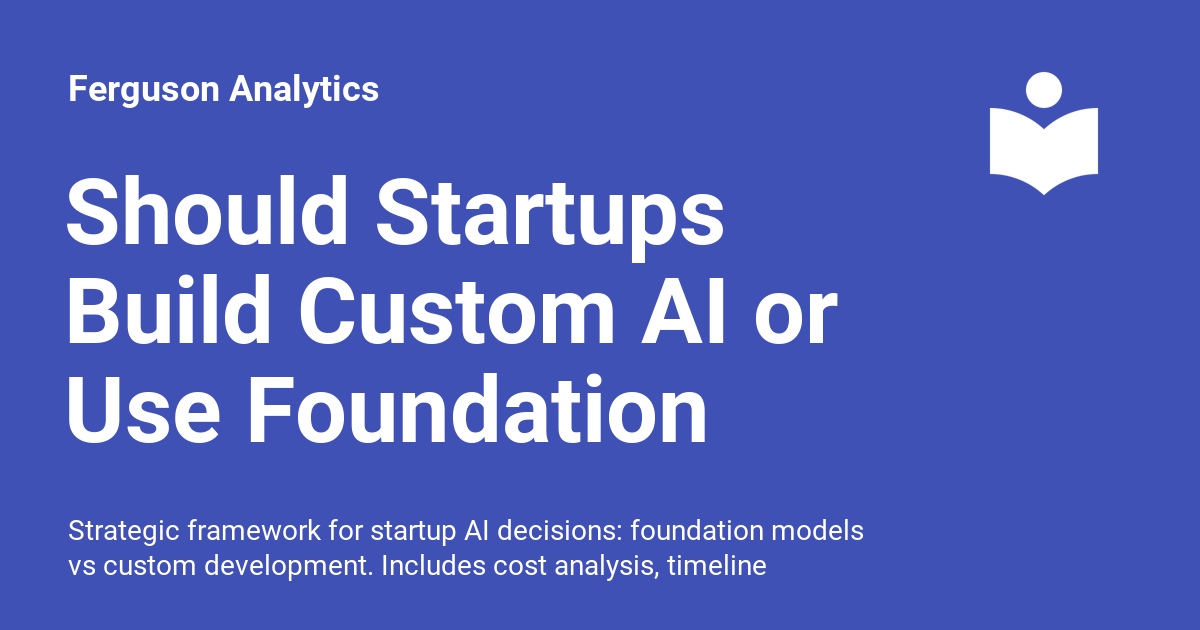 Ferguson Analytics
Should Startups
Build Custom AI or
Use Foundation
Strategic framework for startup AI decisions: foundation models
vs custom development. Includes cost analysis, timeline